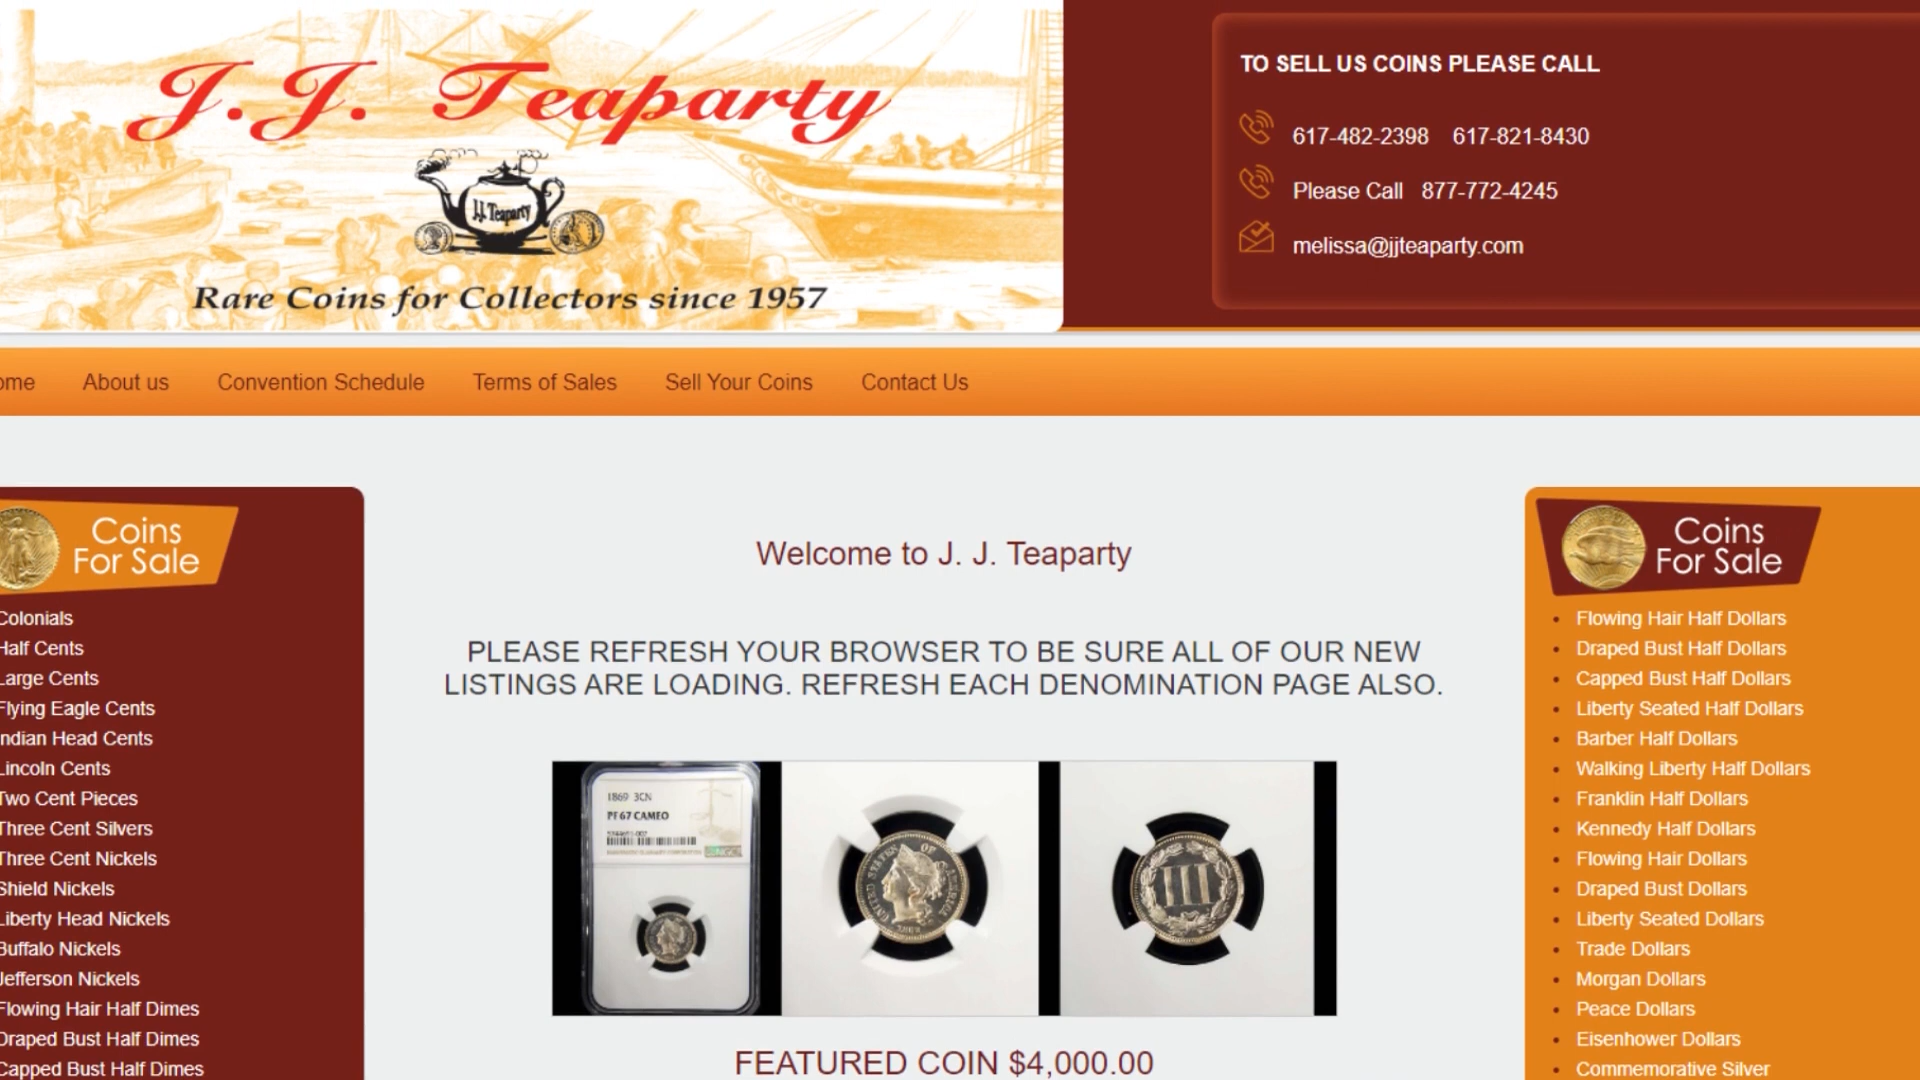 J.J. Teaparty
J.J. Teaparty
Rare Coins for Collectors since 1957
TO SELL US COINS PLEASE CALL
617-482-2398 617-821-8430
Please Call 877-772-4245
melissa@jjteaparty.com
ome
About us
Convention Schedule
Terms of Sales
Sell Your Coins
Contact Us
Coins
For Sale
Colonials
Half Cents
Large Cents
Flying Eagle Cents
Indian Head Cents
Lincoln Cents
Two Cent Pieces
Three Cent Silvers
Three Cent Nickels
Shield Nickels
Liberty Head Nickels
Buffalo Nickels
Jefferson Nickels
Flowing Hair Half Dimes
Draped Bust Half Dimes
Capped Bust Half Dimes
Welcome to J. J. Teaparty
PLEASE REFRESH YOUR BROWSER TO BE SURE ALL OF OUR NEW
LISTINGS ARE LOADING. REFRESH EACH DENOMINATION PAGE ALSO.
1869 3CN
PF 67 CAMEO
UNITED STATES OF AMERICA
1869
III
FEATURED COIN $4,000.00
Coins
For Sale
Flowing Hair Half Dollars
Draped Bust Half Dollars
Capped Bust Half Dollars
Liberty Seated Half Dollars
Barber Half Dollars
Walking Liberty Half Dollars
Franklin Half Dollars
Kennedy Half Dollars
Flowing Hair Dollars
Draped Bust Dollars
Liberty Seated Dollars
Trade Dollars
Morgan Dollars
Peace Dollars
Eisenhower Dollars
Commemorative Silver